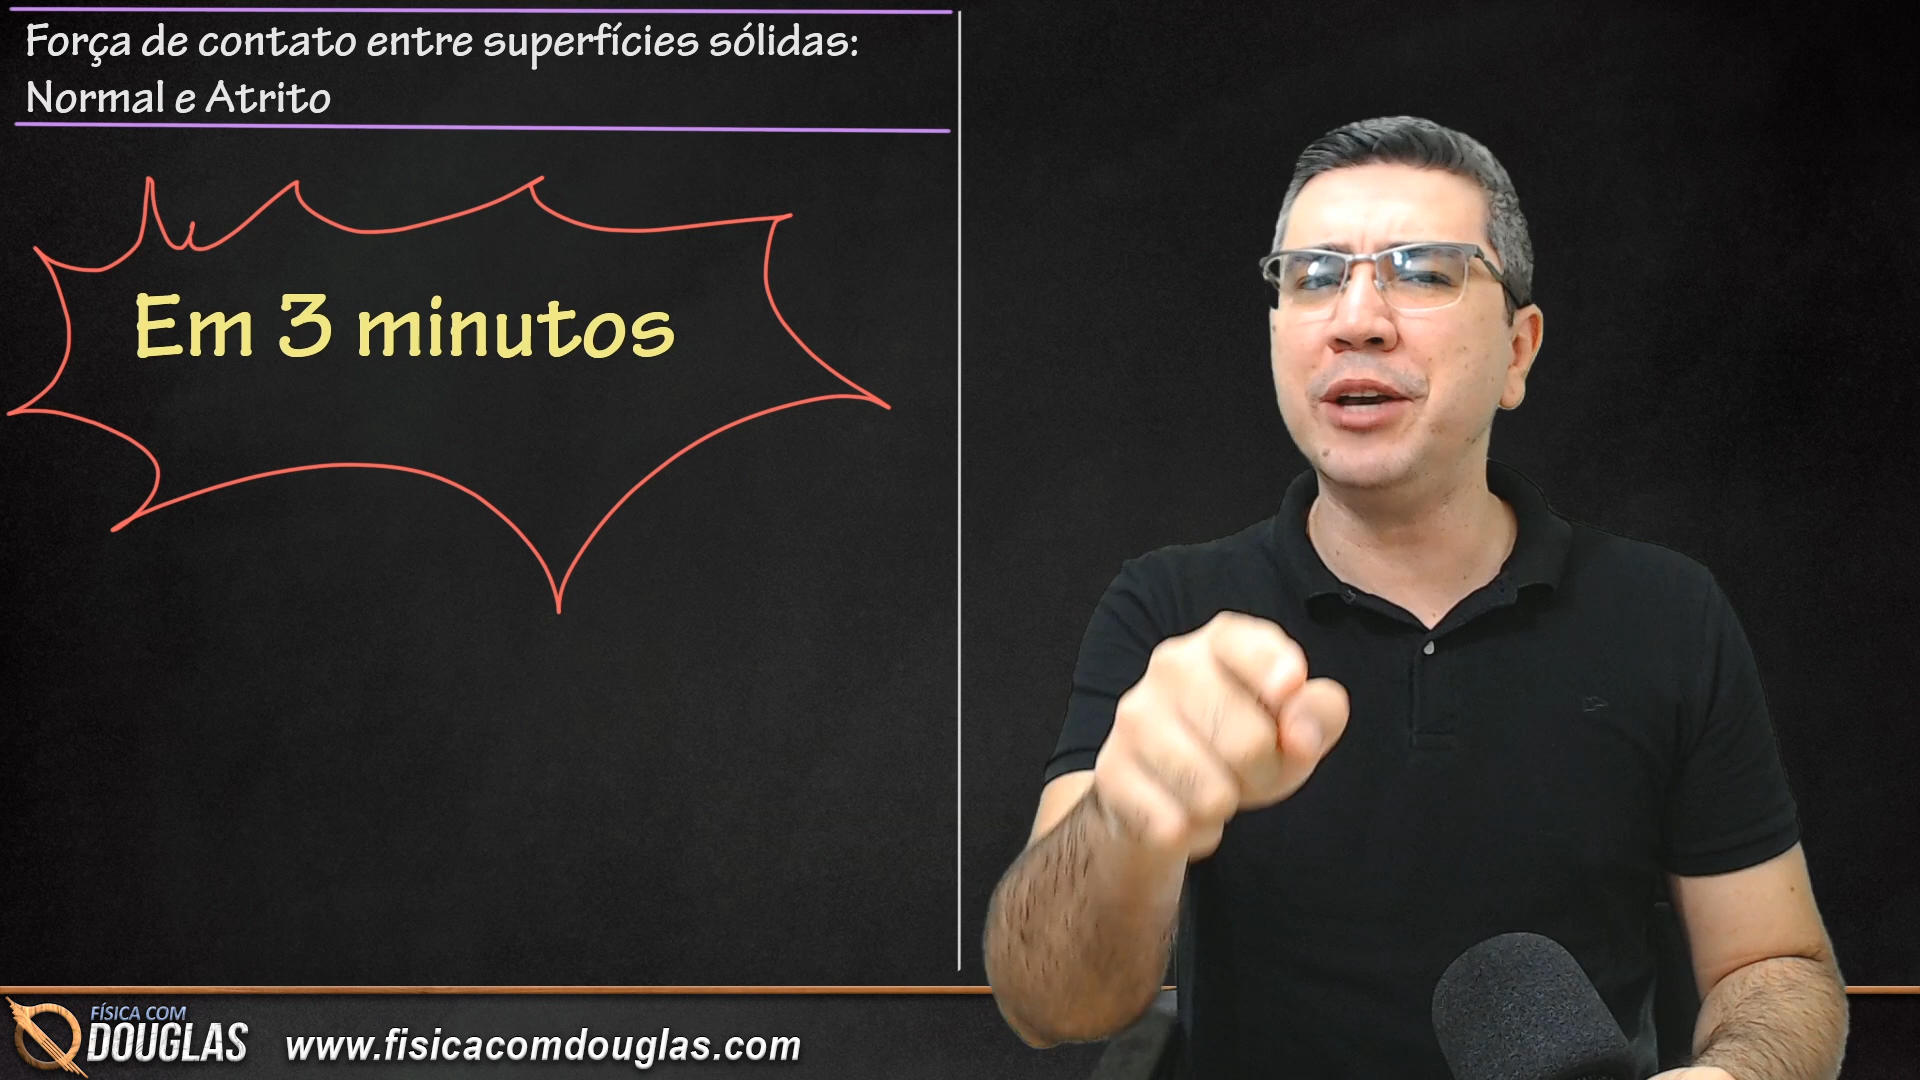 Força de contato entre superfícies sólidas:
Normal e Atrito
Em 3 minutos
FÍSICA COM
DOUGLAS
www.fisicacomdouglas.com